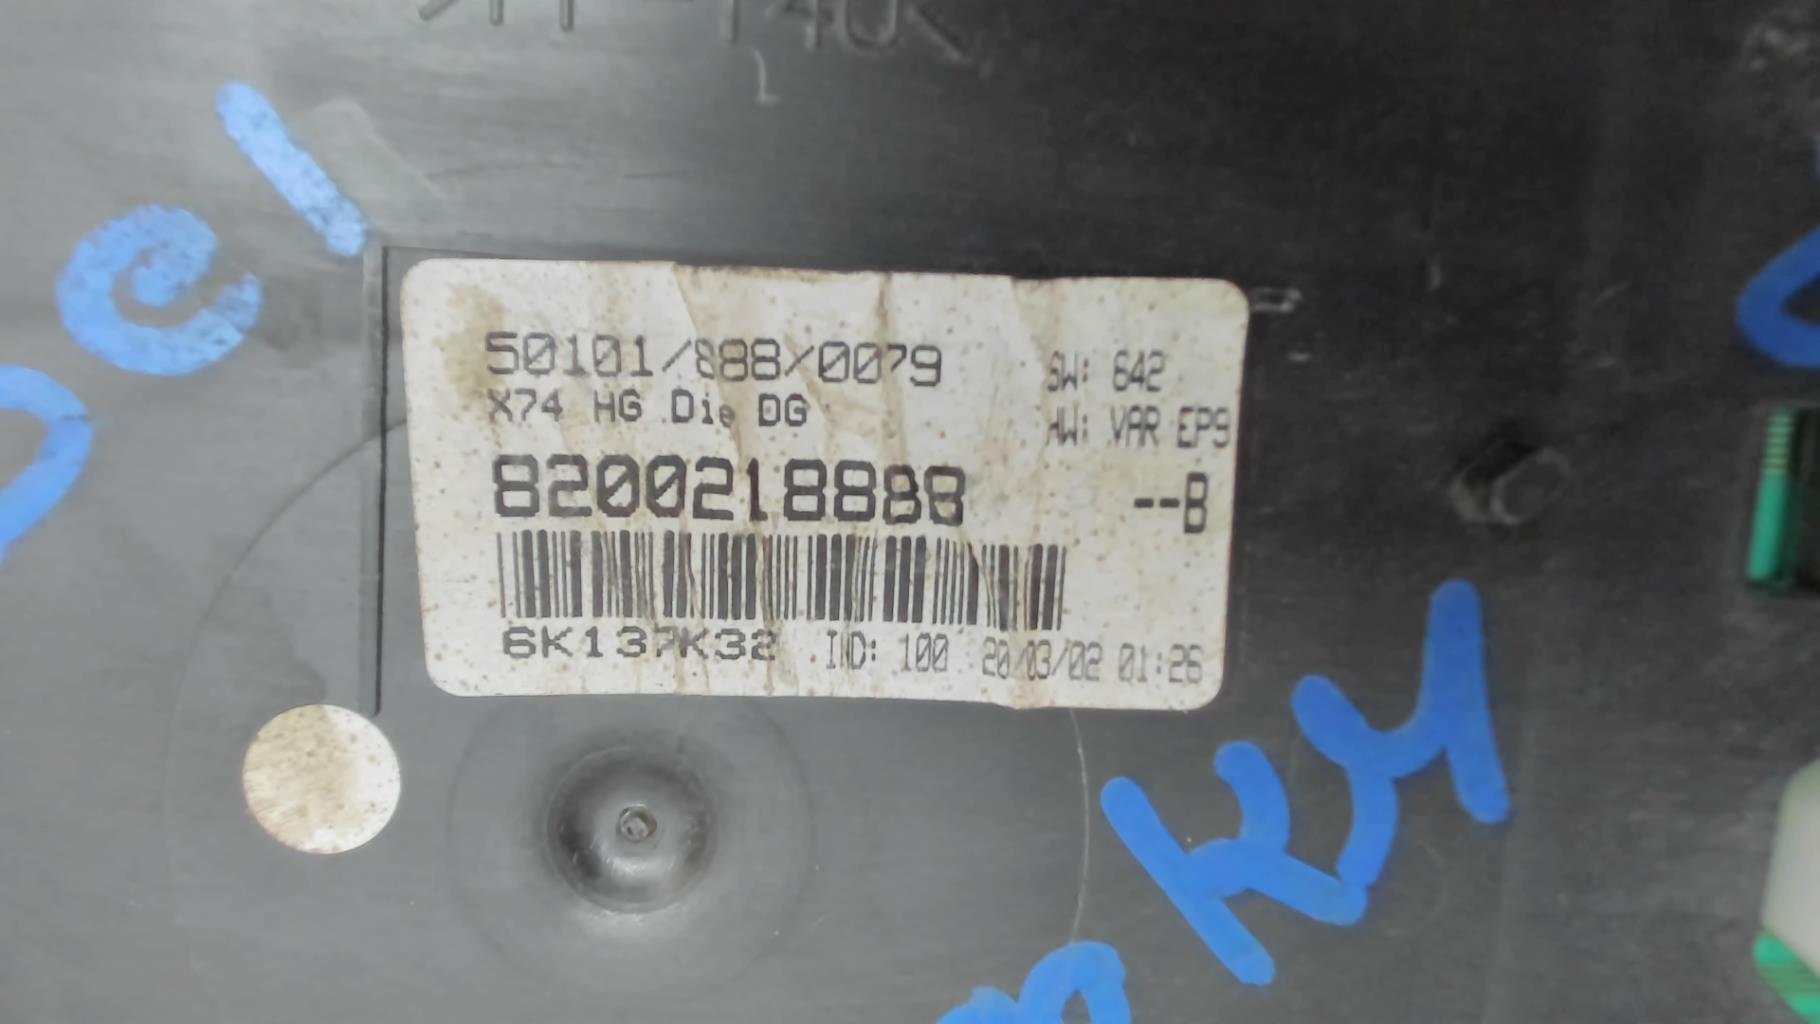 50101/888/0079
SW: 642
X74 HG Die DG
HW: VAR EP9
8200218888
--B
6K137K32 IND: 100 20/03/02 01:26